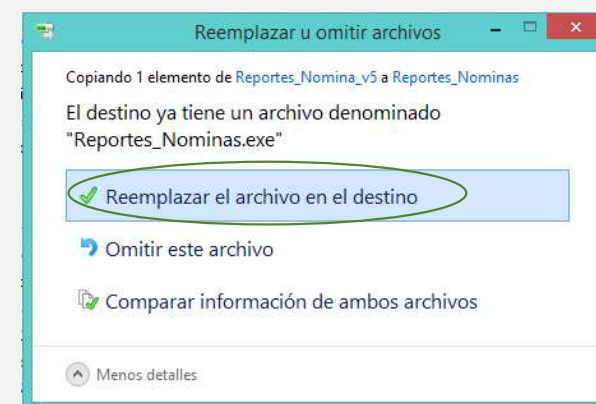 Reemplazar u omitir archivos
Copiando 1 elemento de Reportes_Nomina_v5 a Reportes_Nominas
El destino ya tiene un archivo denominado
"Reportes_Nominas.exe"
Reemplazar el archivo en el destino
Omitir este archivo
Comparar información de ambos archivos
Menos detalles